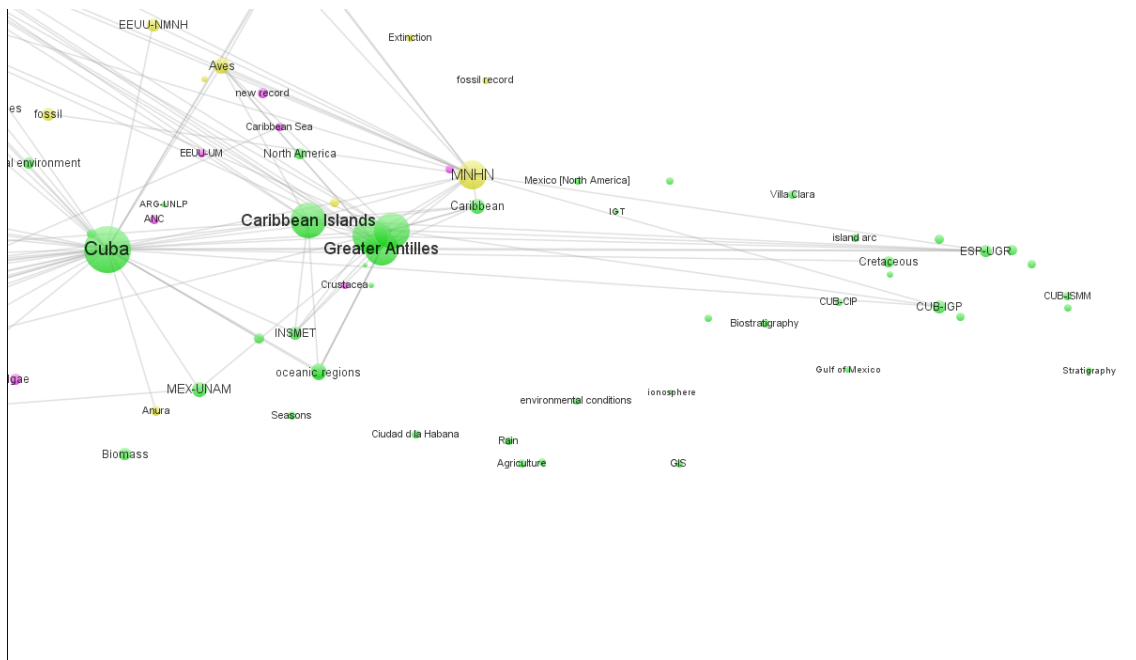 EEUU-NMNH
Extinction
Aves
fossil record
new record
es
fossil
Caribbean Sea
EEUU-UM
North America
al environment
MNHN
Mexico [North America]
Villa Clara
ARG-UNLP
Caribbean
IGT
ANC
Caribbean Islands
island arc
Cuba
Greater Antilles
ESP-UGR
Cretaceous
Crustacea
CUB-ISMM
CUB-CIP
CUB-IGP
Biostratigraphy
INSMET
oceanic regions
Gulf of Mexico
Stratigraphy
lgae
MEX-UNAM
ionosphere
environmental conditions
Anura
Seasons
Ciudad d la Habana
Rain
Biomass
Agriculture
GIS